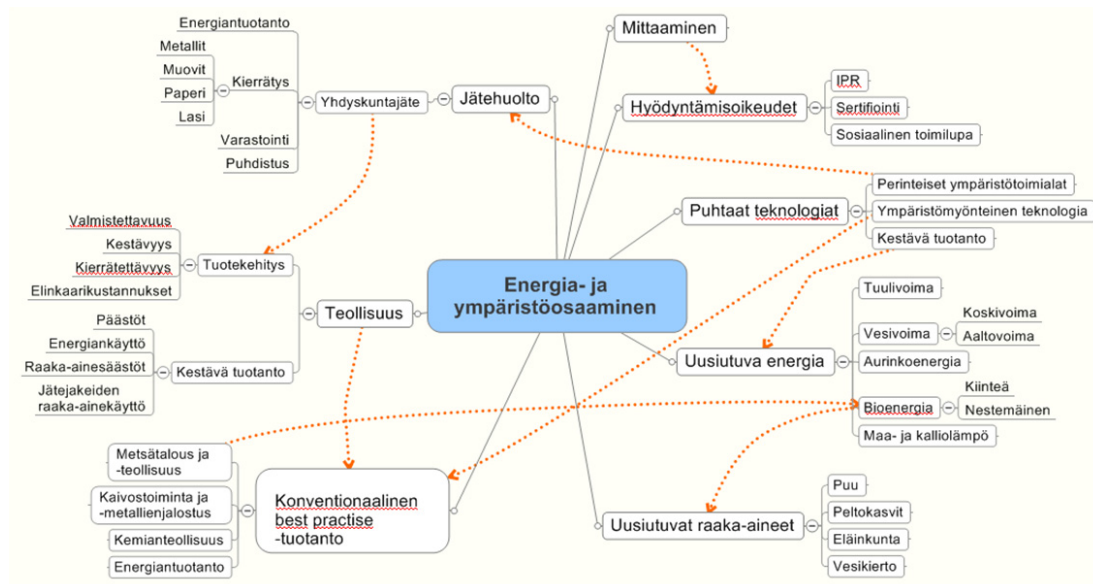 Energiantuotanto
Metallit
Muovit
Paperi
Lasi
Kierrätys
Varastointi
Puhdistus
Yhdyskuntajäte
Jätehuolto
Mittaaminen
Hyödyntämisoikeudet
IPR
Sertifiointi
Sosiaalinen toimilupa
Puhtaat teknologiat
Perinteiset ympäristötoimialat
Ympäristömyönteinen teknologia
Kestävä tuotanto
Valmistettavuus
Kestävyys
Kierrätettävyys
Elinkaarikustannukset
Tuotekehitys
Teollisuus
Päästöt
Energiankäyttö
Raaka-ainesäästöt
Jätejakeiden
raaka-ainekäyttö
Kestävä tuotanto
Energia- ja
ympäristöosaaminen
Uusiutuva energia
Tuulivoima
Vesivoima
Koskivoima
Aaltovoima
Aurinkoenergia
Bioenergia
Kiinteä
Nestemäinen
Maa- ja kalliolämpö
Metsätalous ja
-teollisuus
Kaivostoiminta ja
-metallienjalostus
Kemianteollisuus
Energiantuotanto
Konventionaalinen
best practise
-tuotanto
Uusiutuvat raaka-aineet
Puu
Peltokasvit
Eläinkunta
Vesikierto